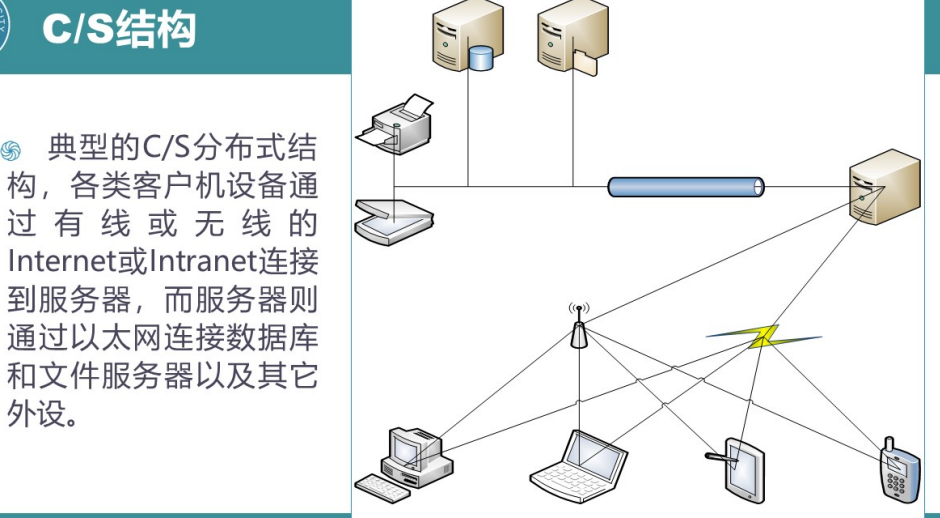 C/S结构
典型的C/S分布式结
构，各类客户机设备通
过有线或无线的
Internet或Intranet连接
到服务器，而服务器则
通过以太网连接数据库
和文件服务器以及其它
外设。